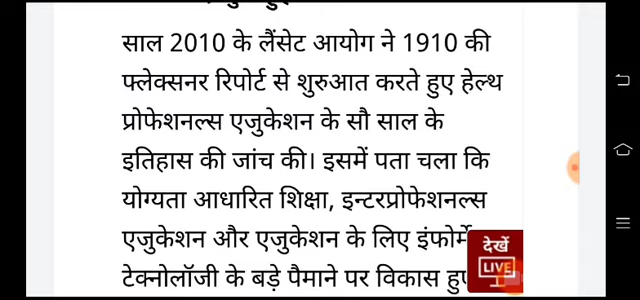 साल 2010 के लैंसेट आयोग ने 1910 की
फ्लेक्सनर रिपोर्ट से शुरुआत करते हुए हेल्थ
प्रोफेशनल्स एजुकेशन के सौ साल के
इतिहास की जांच की। इसमें पता चला कि
योग्यता आधारित शिक्षा, इन्टरप्रोफेशनल्स
एजुकेशन और एजुकेशन के लिए
टेक्नोलॉजी के बड़े पैमाने पर विकास
देखें
LIVE